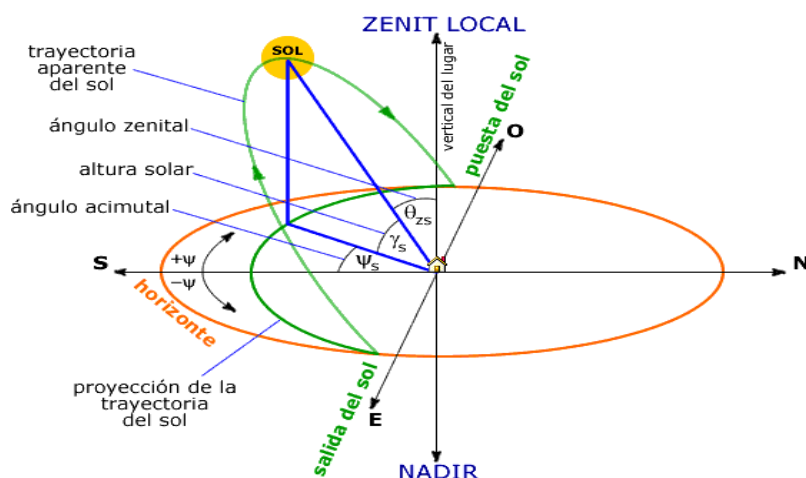 ZENIT LOCAL
trayectoria
aparente
del sol
SOL
vertical del lugar
puesta del sol
ángulo zenital
O
altura solar
ángulo acimutal
θzs
γs
ψs
S
+ψ
−ψ
N
horizonte
proyección de la
trayectoria
del sol
salida del sol
E
NADIR